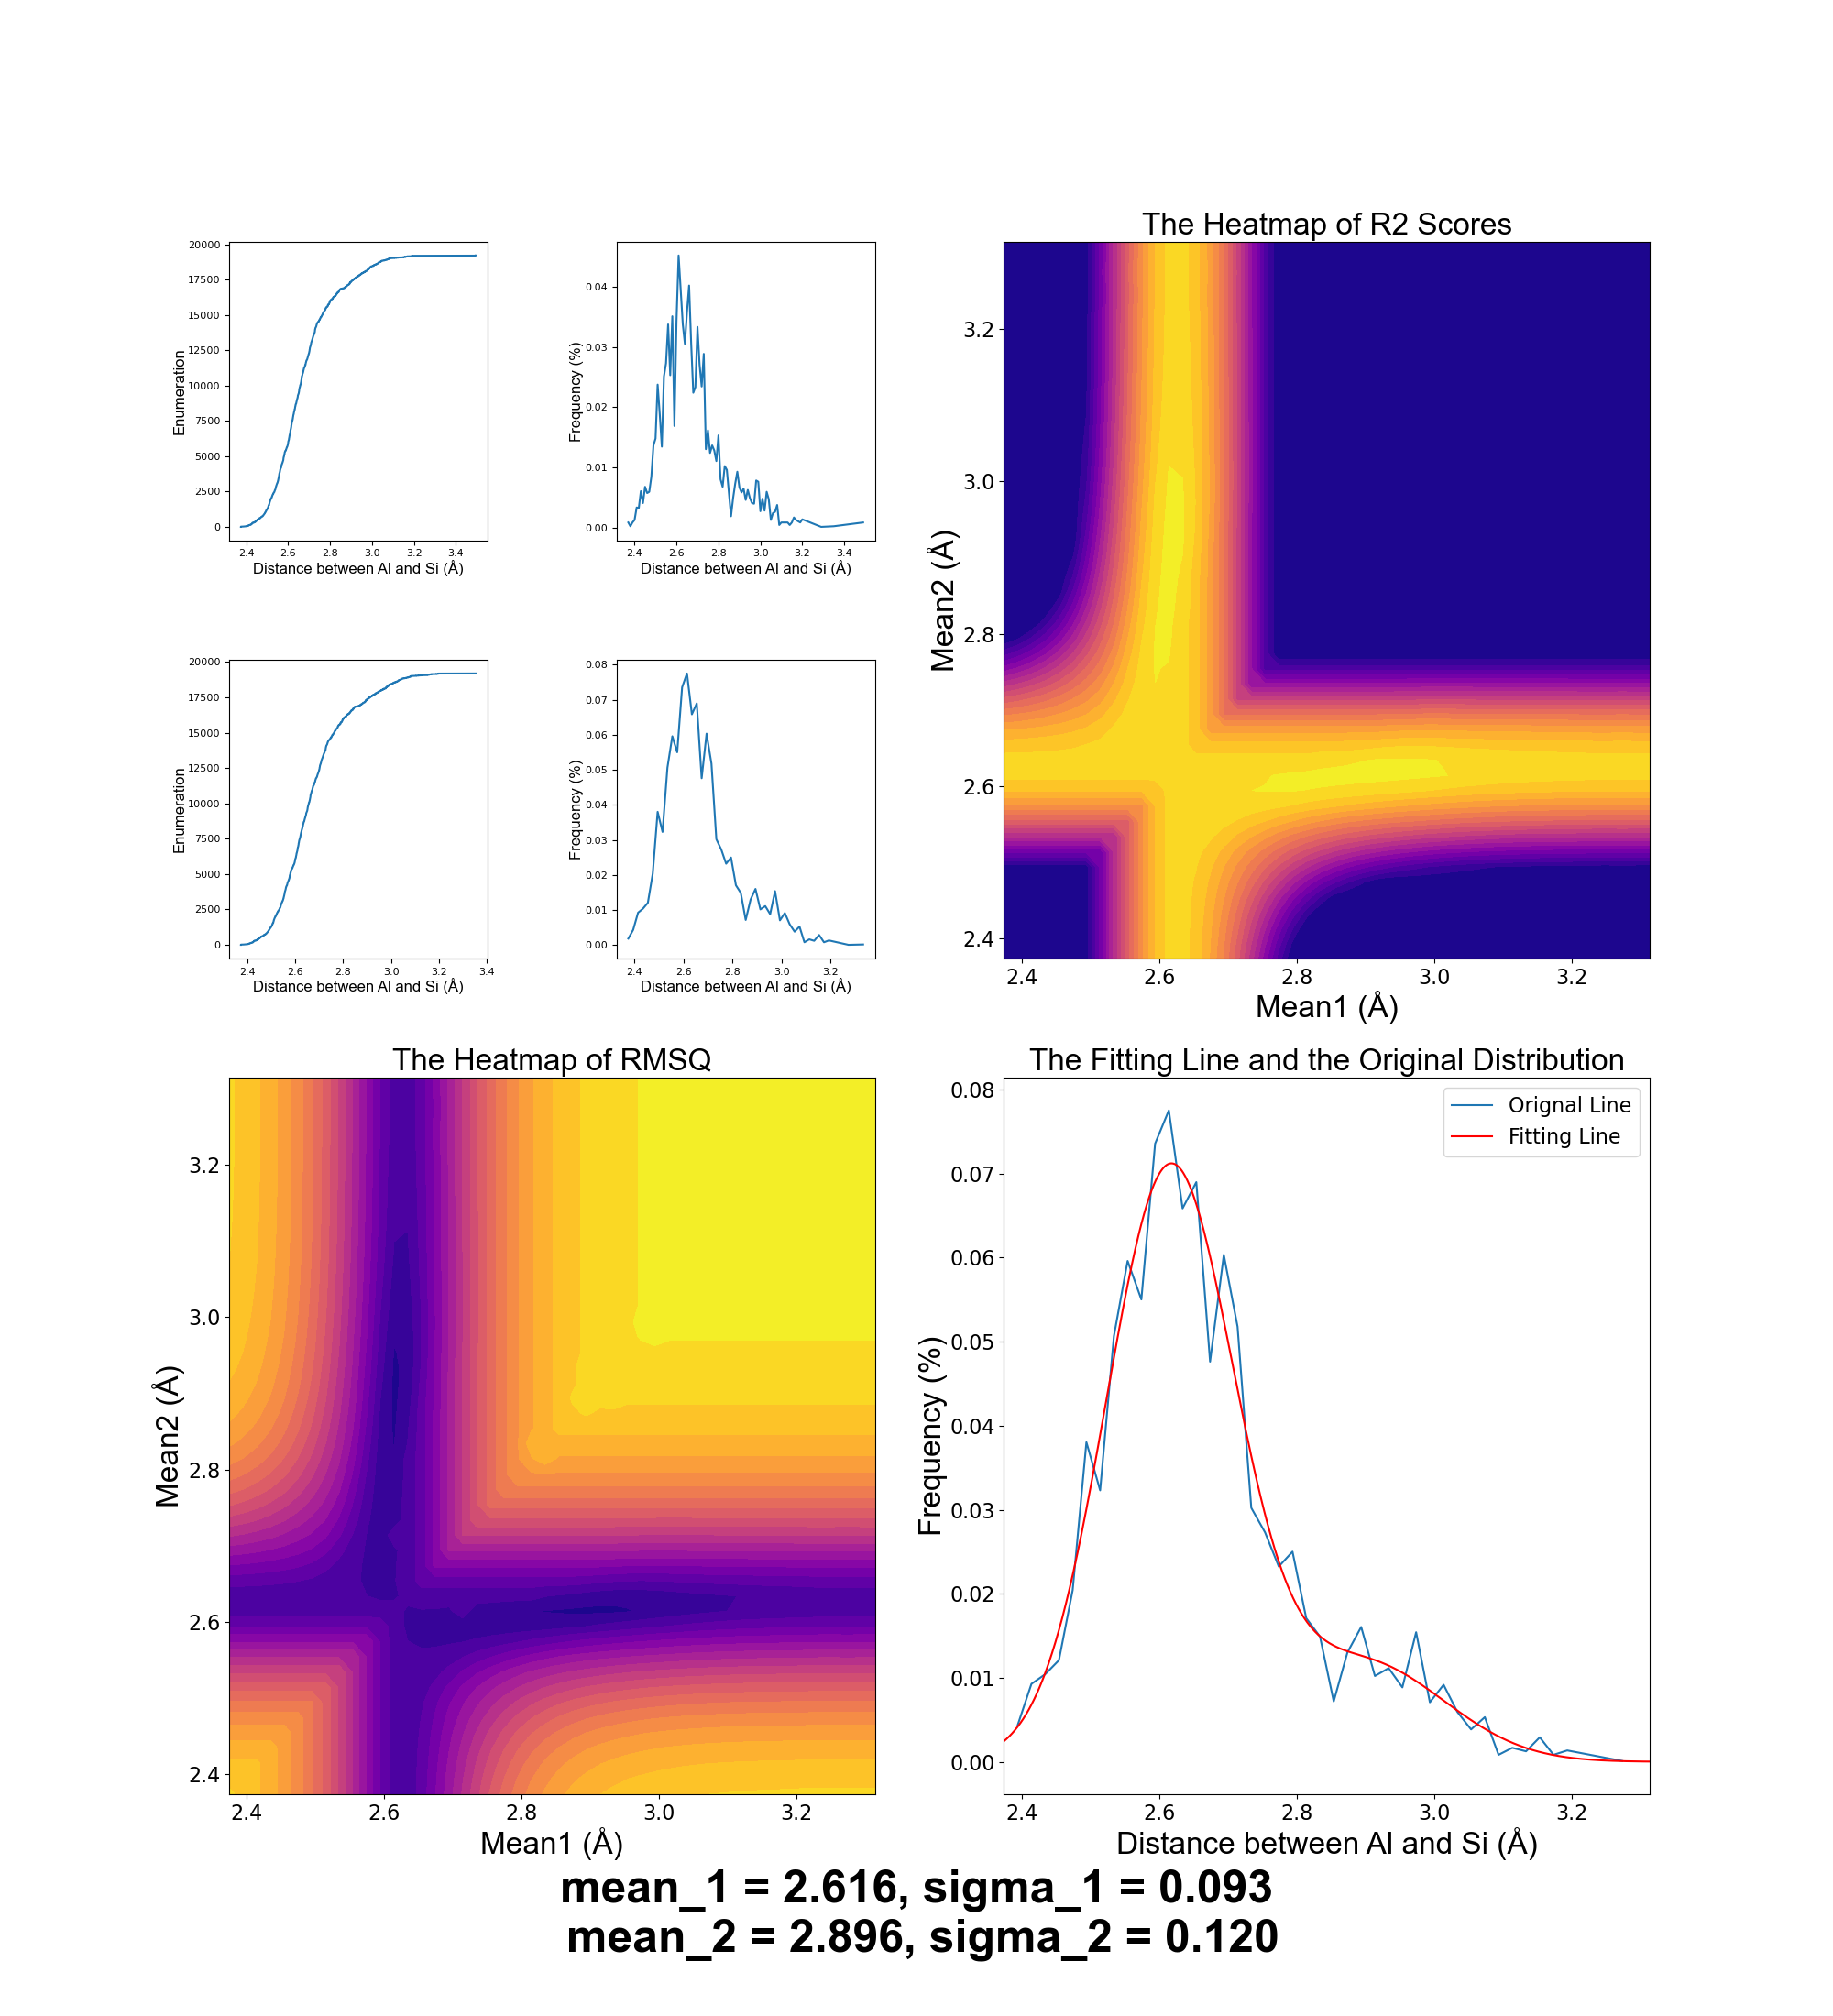 20000
17500
15000
12500
10000
7500
5000
2500
0
Enumeration
2.4 2.6 2.8 3.0 3.2 3.4
Distance between Al and Si (Å)
0.04
0.03
0.02
0.01
0.00
Frequency (%)
2.4 2.6 2.8 3.0 3.2 3.4
Distance between Al and Si (Å)
The Heatmap of R2 Scores
3.2
3.0
2.8
2.6
2.4
Mean2 (Å)
2.4 2.6 2.8 3.0 3.2
Mean1 (Å)
20000
17500
15000
12500
10000
7500
5000
2500
0
Enumeration
2.4 2.6 2.8 3.0 3.2 3.4
Distance between Al and Si (Å)
0.08
0.07
0.06
0.05
0.04
0.03
0.02
0.01
0.00
Frequency (%)
2.4 2.6 2.8 3.0 3.2
Distance between Al and Si (Å)
The Heatmap of RMSQ
3.2
3.0
2.8
2.6
2.4
Mean2 (Å)
2.4 2.6 2.8 3.0 3.2
Mean1 (Å)
The Fitting Line and the Original Distribution
Orignal Line
Fitting Line
0.08
0.07
0.06
0.05
0.04
0.03
0.02
0.01
0.00
Frequency (%)
2.4 2.6 2.8 3.0 3.2
Distance between Al and Si (Å)
mean_1 = 2.616, sigma_1 = 0.093
mean_2 = 2.896, sigma_2 = 0.120